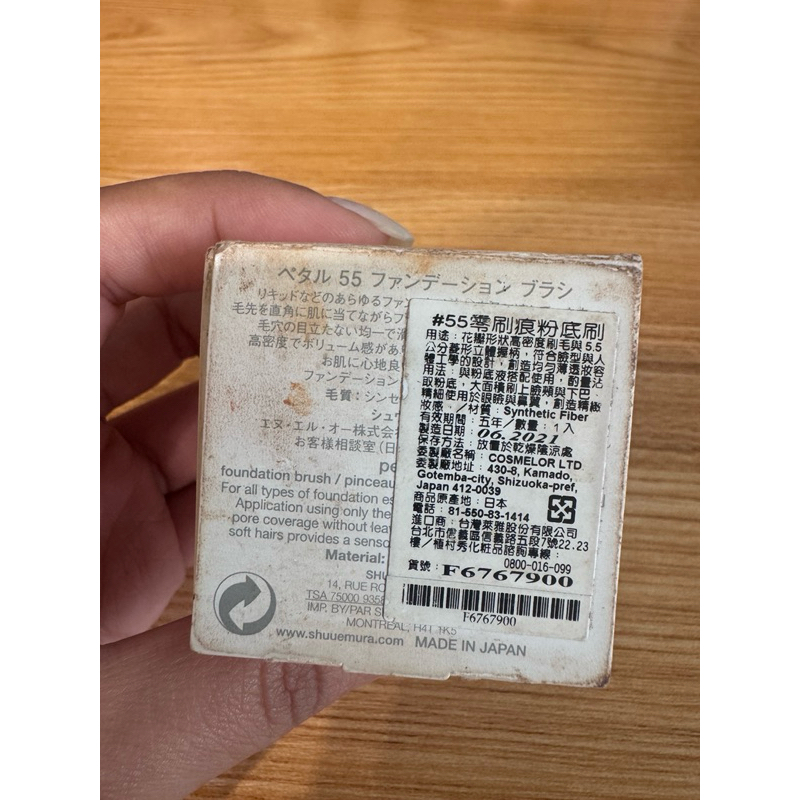 ペタル 55 ファンデーション ブラシ
リキッドなどのあらゆるファン
毛先を直角に肌に当てながらブ
毛穴の目立たない均一で滑
高密度でボリューム感があ
お肌に心地良
ファンデーション
毛質：シンセ
シュウ
エヌ・エル・オー株式会社
お客様相談室(日
pe
foundation brush / pinceau
For all types of foundation es
Application using only the
pore coverage without lea
soft hairs provides a senso
Material:
SHU
14, RUE RO
TSA 75000 9358
IMP. BY/PAR S
MONTREAL, H4T 1K5
www.shuuemura.com MADE IN JAPAN
#55零刷痕粉底刷
用途：花瓣形狀高密度刷毛與55
公分菱形立體握柄，符合臉型與人
體工學的設計，創造均勻薄透妝容
用法：與粉底液搭配使用，酌量沾
取粉底，大面積刷上臉頰與下巴
精細使用於眼瞼與鼻翼，創造精緻
妝感。/材質：Synthetic Fiber
有效期間：五年/數量：1入
製造日期：06.2021
保存方法：放置於乾燥陰涼處
委製廠名稱：COSMELOR LTD
委製廠地址：430-8, Kamado,
Gotemba-city, Shizuoka-pref,
Japan 412-0039
商品原產地：日本
電話：81-550-83-1414
進口商：台灣萊雅股份有限公司
台北市信義區信義路五段7號22.23
樓/植村秀化粧品諮詢專線：
0800-016-099
貨號：F6767900
F6767900